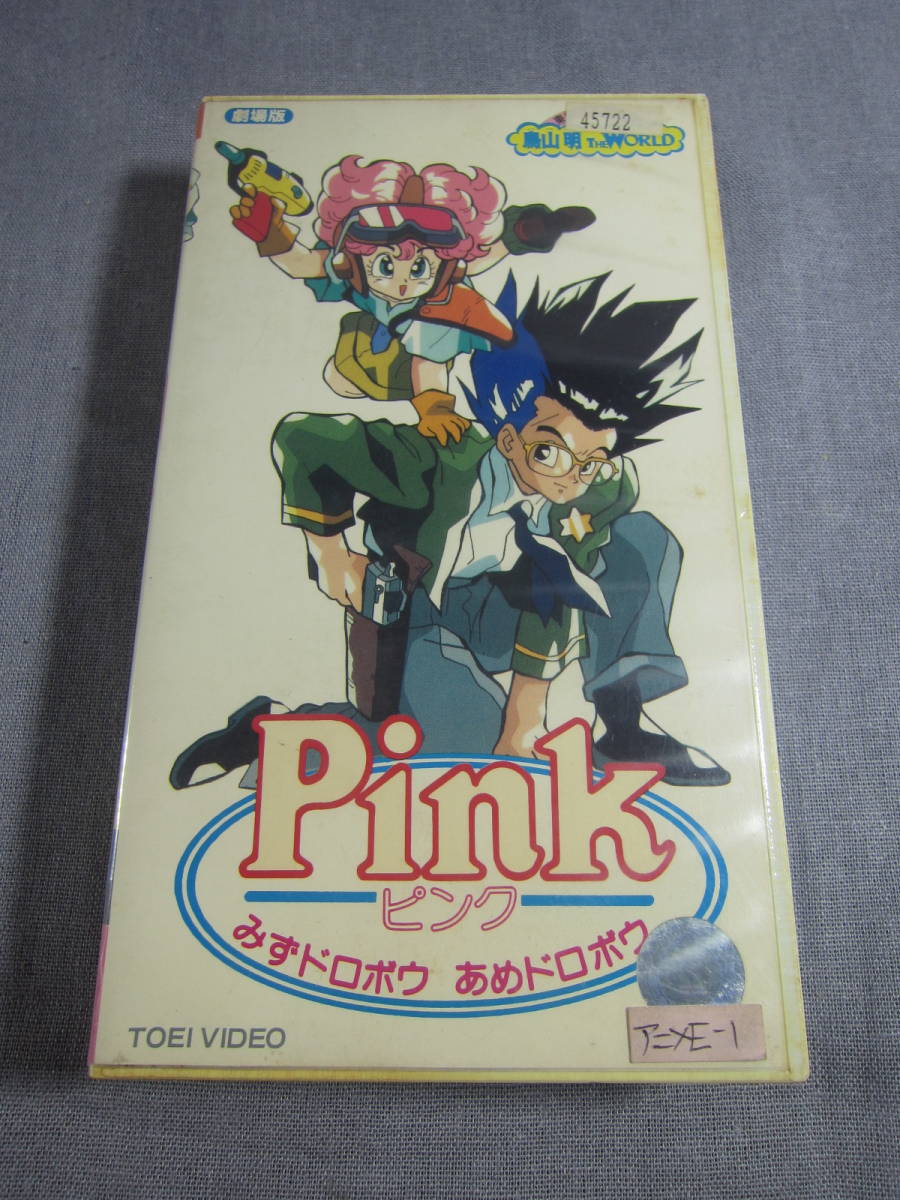 劇場版
45722
鳥山 明 THE WORLD
Pink
ピンク
みずドロボウ あめドロボウ
TOEI VIDEO
アニメE-1